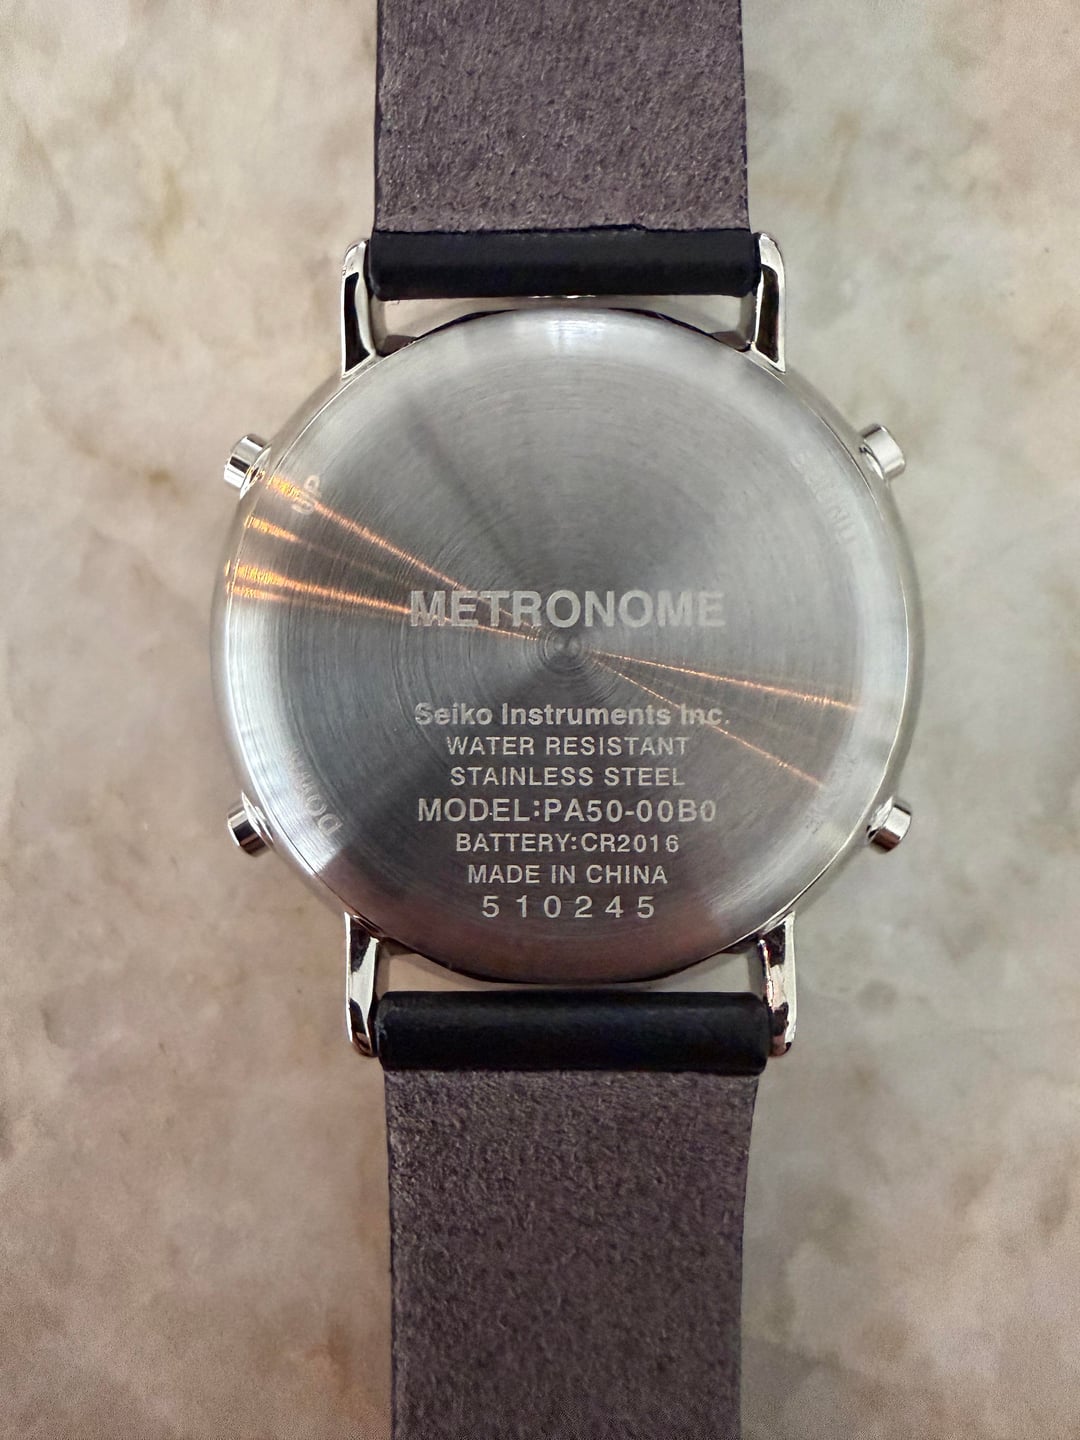 METRONOME
Seiko Instruments Inc.
WATER RESISTANT
STAINLESS STEEL
MODEL:PA50-00B0
BATTERY:CR2016
MADE IN CHINA
510245